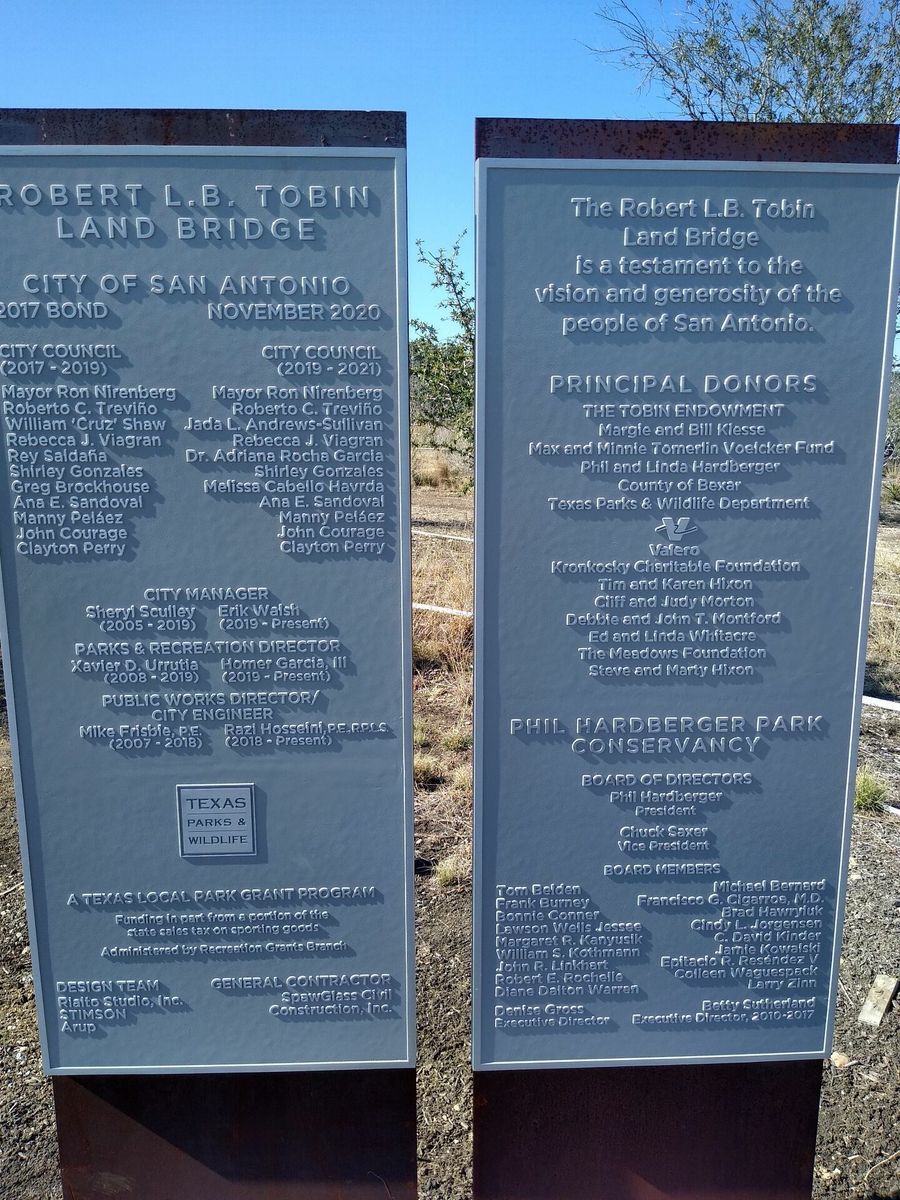 ROBERT L.B. TOBIN
LAND BRIDGE
CITY OF SAN ANTONIO
2017 BOND NOVEMBER 2020
CITY COUNCIL
(2017 - 2019)
Mayor Ron Nirenberg
Roberto C. Treviño
William ‘Cruz’ Shaw
Rebecca J. Viagran
Rey Saldaña
Shirley Gonzales
Greg Brockhouse
Ana E. Sandoval
Manny Peláez
John Courage
Clayton Perry
CITY COUNCIL
(2019 - 2021)
Mayor Ron Nirenberg
Roberto C. Treviño
Jada L. Andrews-Sullivan
Rebecca J. Viagran
Dr. Adriana Rocha Garcia
Shirley Gonzales
Melissa Cabello Havrda
Ana E. Sandoval
Manny Peláez
John Courage
Clayton Perry
CITY MANAGER
Sheryl Sculley Erik Walsh
(2005 - 2019) (2019 - Present)
PARKS & RECREATION DIRECTOR
Xavier D. Urrutia Homer Garcia, III
(2008 - 2019) (2019 - Present)
PUBLIC WORKS DIRECTOR/
CITY ENGINEER
Mike Frisbie, P.E. Razi Hosseini, P.E. R.P.L.S.
(2007 - 2018) (2018 - Present)
TEXAS
PARKS &
WILDLIFE
A TEXAS LOCAL PARK GRANT PROGRAM
Funding in part from a portion of the
state sales tax on sporting goods
Administered by Recreation Grants Branch
DESIGN TEAM
Rialto Studio, Inc.
STIMSON
Arup
GENERAL CONTRACTOR
SpawGlass Civil
Construction, Inc.
The Robert L.B. Tobin
Land Bridge
is a testament to the
vision and generosity of the
people of San Antonio.
PRINCIPAL DONORS
THE TOBIN ENDOWMENT
Margie and Bill Klesse
Max and Minnie Tomerlin Voelcker Fund
Phil and Linda Hardberger
County of Bexar
Texas Parks & Wildlife Department
Valero
Kronkosky Charitable Foundation
Tim and Karen Hixon
Cliff and Judy Morton
Debbie and John T. Montford
Ed and Linda Whitacre
The Meadows Foundation
Steve and Marty Hixon
PHIL HARDBERGER PARK
CONSERVANCY
BOARD OF DIRECTORS
Phil Hardberger
President
Chuck Saxer
Vice President
BOARD MEMBERS
Tom Belden
Frank Burney
Bonnie Conner
Lawson Wells Jessee
Margaret R. Kanyusik
William S. Kothmann
John R. Linkhart
Robert E. Rochelle
Diane Dalton Warren
Michael Bernard
Francisco G. Cigarroa, M.D.
Brad Hawryluk
Cindy L. Jorgensen
C. David Kinder
Jamie Kowalski
Epitacio R. Reséndez V
Colleen Waguespack
Larry Zinn
Denise Gross
Executive Director
Betty Sutherland
Executive Director, 2010-2017